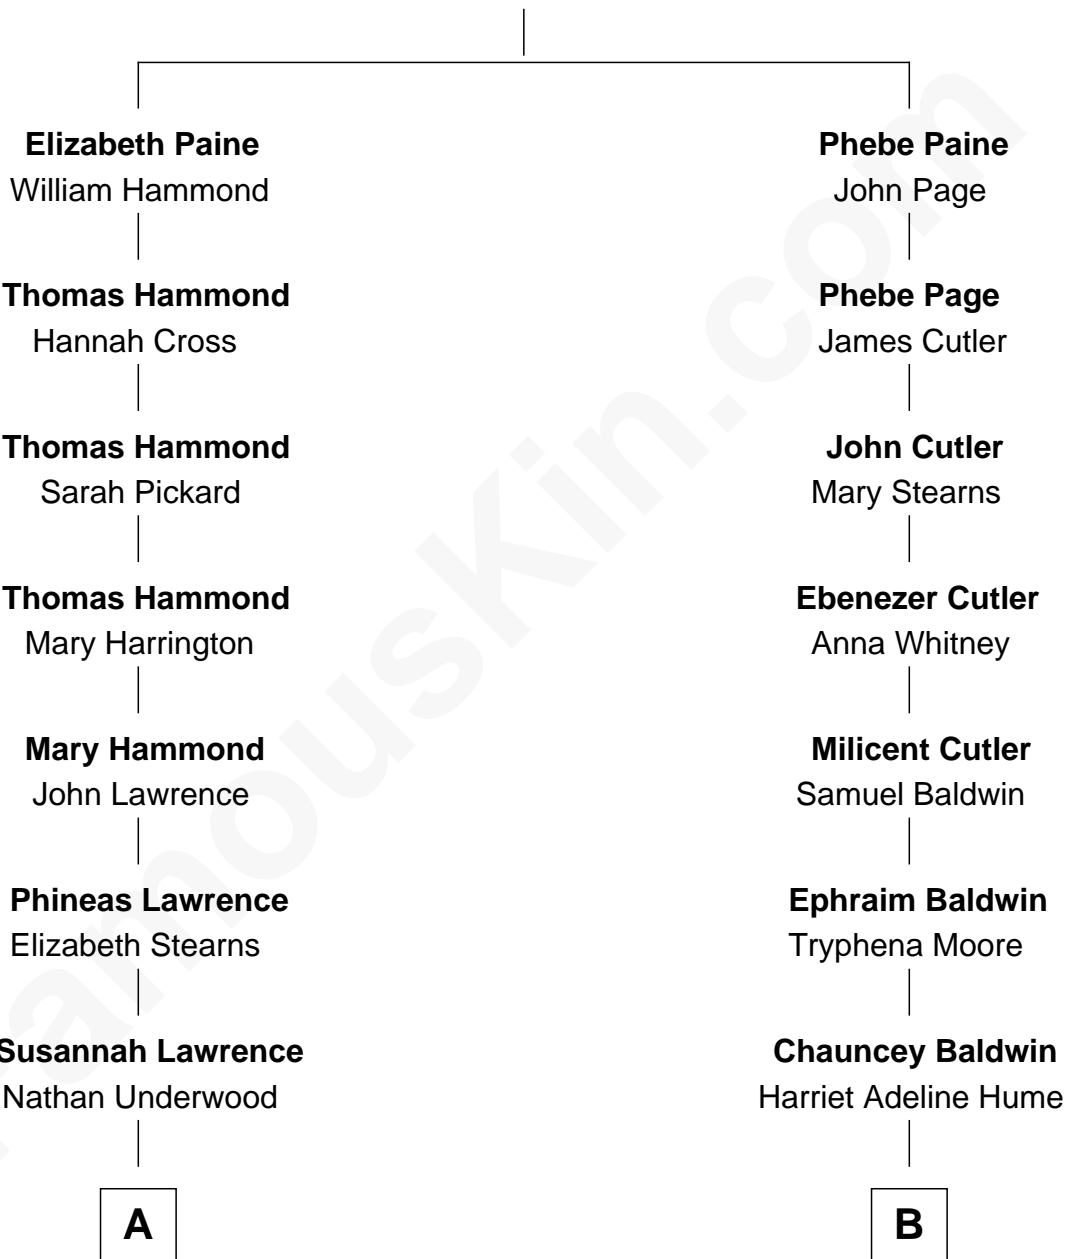 Elizabeth Paine
William Hammond
Phebe Paine
John Page
Thomas Hammond
Hannah Cross
Phebe Page
James Cutler
Thomas Hammond
Sarah Pickard
John Cutler
Mary Stearns
Thomas Hammond
Mary Harrington
Ebenezer Cutler
Anna Whitney
Mary Hammond
John Lawrence
Milicent Cutler
Samuel Baldwin
Phineas Lawrence
Elizabeth Stearns
Ephraim Baldwin
Tryphena Moore
Susannah Lawrence
Nathan Underwood
Chauncey Baldwin
Harriet Adeline Hume
A
B
FamousKin.com